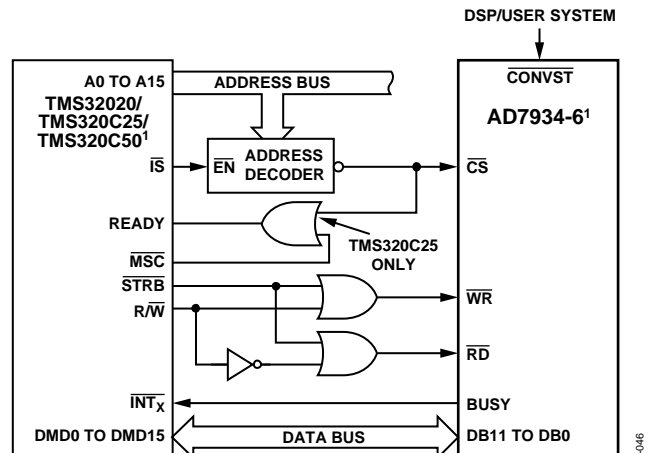 DSP/USER SYSTEM
A0 TO A15
ADDRESS BUS
CONVST
TMS32020/
TMS320C25/
TMS320C50¹
AD7934-6¹
IS
EN
ADDRESS
DECODER
CS
READY
TMS320C25
ONLY
MSC
STRB
R/W
WR
RD
INTX
BUSY
DMD0 TO DMD15
DATA BUS
DB11 TO DB0
-046